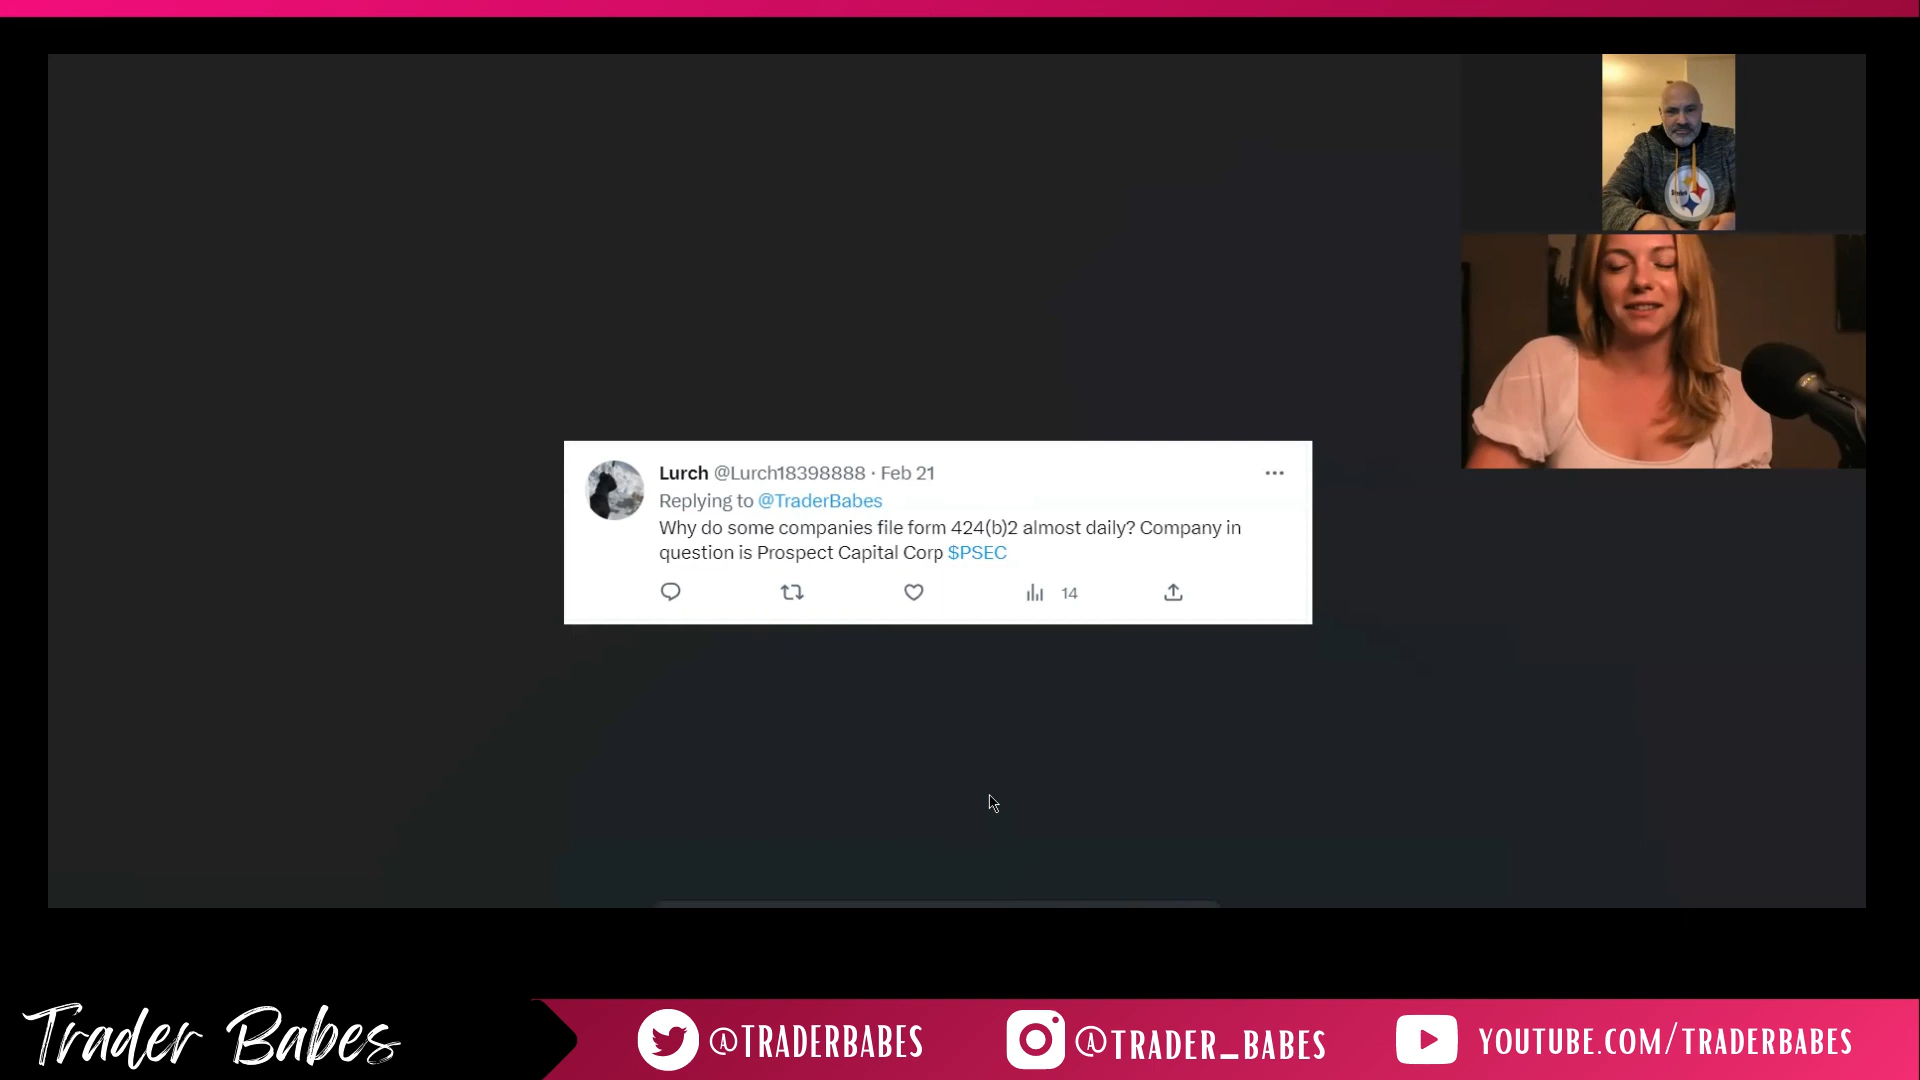 Lurch @Lurch18398888 · Feb 21
Replying to @TraderBabes
Why do some companies file form 424(b)2 almost daily? Company in
question is Prospect Capital Corp $PSEC
14
Trader Babes
@TRADERBABES
@TRADER_BABES
YOUTUBE.COM/TRADERBABES